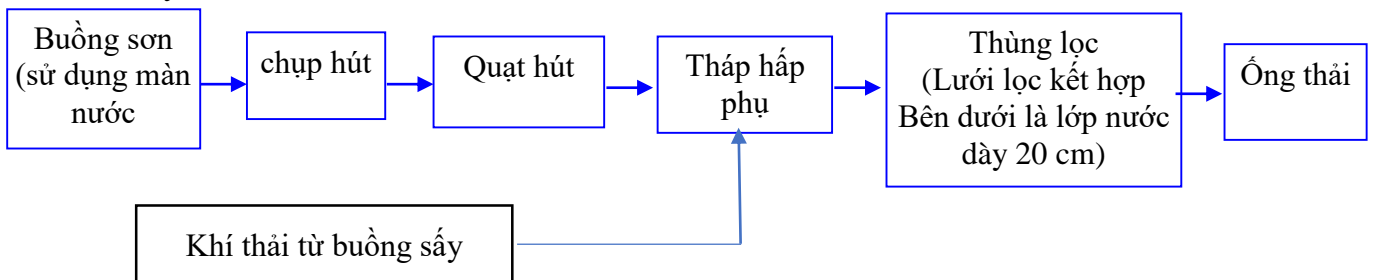 Buồng sơn
(sử dụng màn
nước
chụp hút
Quạt hút
Tháp hấp
phụ
Thùng lọc
(Lưới lọc kết hợp
Bên dưới là lớp nước
dày 20 cm)
Ống thải
Khí thải từ buồng sấy